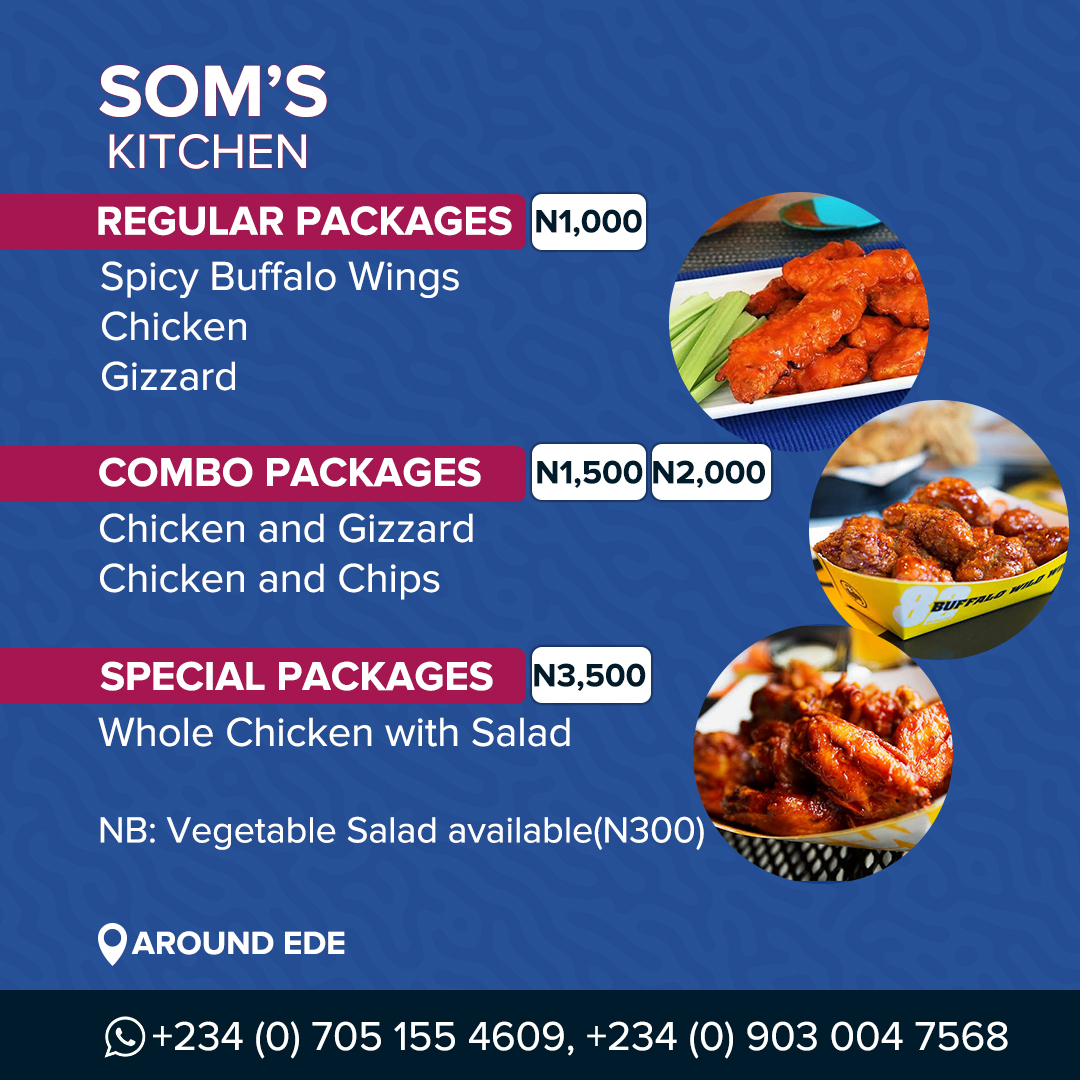 SOM'S
KITCHEN
REGULAR PACKAGES N1,000
Spicy Buffalo Wings
Chicken
Gizzard
COMBO PACKAGES N1,500 N2,000
Chicken and Gizzard
Chicken and Chips
BUFFALO WILD
SPECIAL PACKAGES N3,500
Whole Chicken with Salad
NB: Vegetable Salad available(N300)
AROUND EDE
+234 (0) 705 155 4609, +234 (0) 903 004 7568